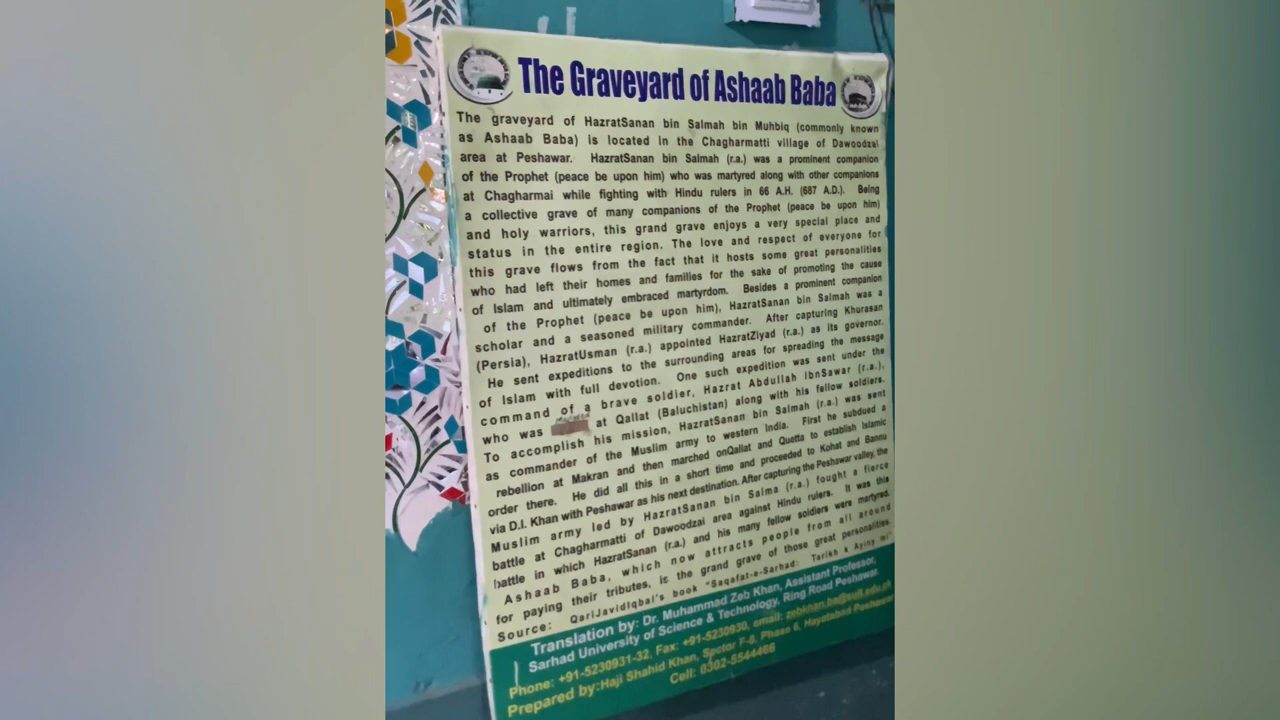 The Graveyard of Ashaab Baba
The graveyard of HazratSanan bin Salmah bin Muhbiq (commonly known
as Ashaab Baba) is located in the Chagharmatti village of Dawoodzai
area at Peshawar. HazratSanan bin Salmah (r.a.) was a prominent companion
of the Prophet (peace be upon him) who was martyred along with other companions
at Chagharmai while fighting with Hindu rulers in 66 A.H. (687 A.D.). Being
a collective grave of many companions of the Prophet (peace be upon him)
and holy warriors, this grand grave enjoys a very special place and
status in the entire region. The love and respect of everyone for
this grave flows from the fact that it hosts some great personalities
who had left their homes and families for the sake of promoting the cause
of Islam and ultimately embraced martyrdom. Besides a prominent companion
of the Prophet (peace be upon him), HazratSanan bin Salmah was a
scholar and a seasoned military commander. After capturing Khurasan
(Persia), HazratUsman (r.a.) appointed HazratZiyad (r.a.) as its governor.
He sent expeditions to the surrounding areas for spreading the message
of Islam with full devotion. One such expedition was sent under the
command of a brave soldier, Hazrat Abdullah ibnSawar (r.a.),
who was at Qallat (Baluchistan) along with his fellow soldiers.
To accomplish his mission, HazratSanan bin Salmah (r.a.) was sent
as commander of the Muslim army to western India. First he subdued a
rebellion at Makran and then marched onQallat and Quetta to establish Islamic
order there. He did all this in a short time and proceeded to Kohat and Bannu
via D.I. Khan with Peshawar as his next destination. After capturing the Peshawar valley, the
Muslim army led by HazratSanan bin Salma (r.a.) fought a fierce
battle at Chagharmatti of Dawoodzai area against Hindu rulers. It was this
battle in which HazratSanan (r.a.) and his many fellow soldiers were martyred.
Ashaab Baba, which now attracts people from all around
for paying their tributes, is the grand grave of those great personalities.
Source: QariJavidIqbal's book "Saqafat-e-Sarhad: Tarikh k Ayiny mi"
Translation by: Dr. Muhammad Zeb Khan, Assistant Professor,
Sarhad University of Science & Technology, Ring Road Peshawar.
Phone: +91-5230931-32, Fax: +91-5230930, email: zebkhan.ba@suit.edu.pk
Prepared by:Haji Shahid Khan, Sector F-8, Phase 6, Hayatabad Peshawar
Cell: 0302-5544466